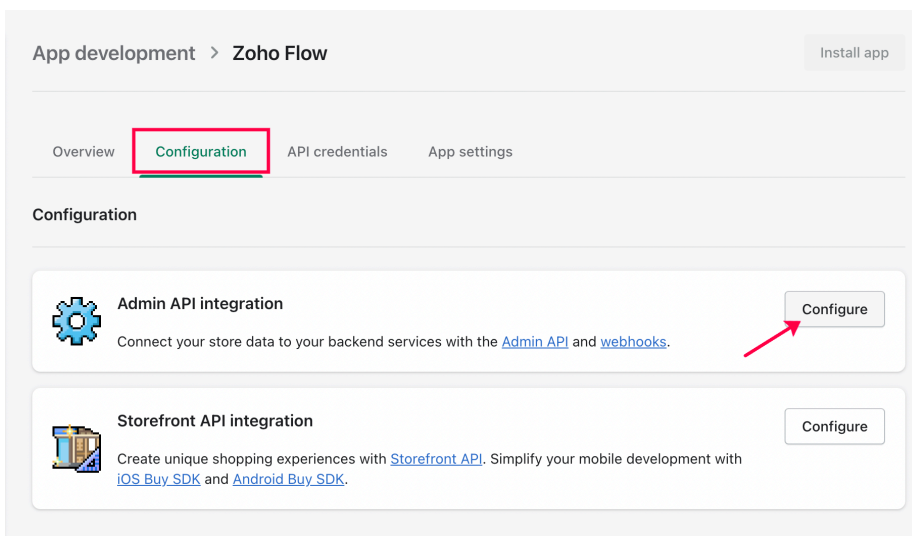 App development > Zoho Flow
Install app
Overview
Configuration
API credentials
App settings
Configuration
Admin API integration
Configure
Connect your store data to your backend services with the Admin API and webhooks.
Storefront API integration
Configure
Create unique shopping experiences with Storefront API. Simplify your mobile development with
iOS Buy SDK and Android Buy SDK.